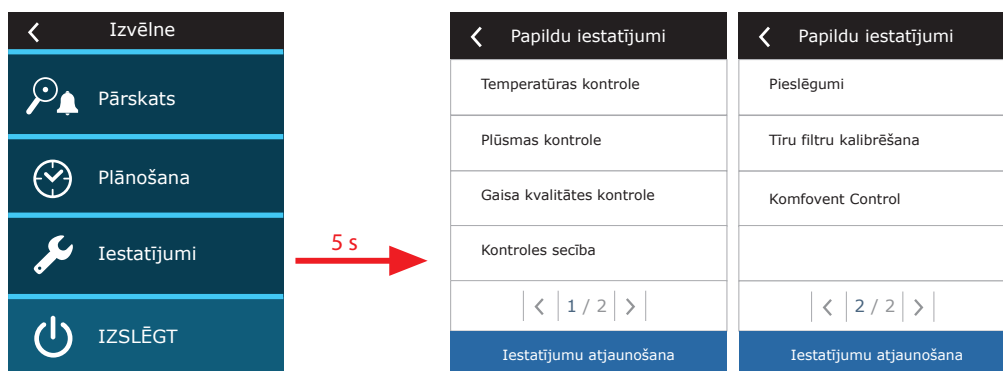 Izvēlne
Pārskats
Plānošana
Iestatījumi
IZSLĒGT
5 s
Papildu iestatījumi
Temperatūras kontrole
Plūsmas kontrole
Gaisa kvalitātes kontrole
Kontroles secība
1 / 2
Iestatījumu atjaunošana
Papildu iestatījumi
Pieslēgumi
Tīru filtru kalibrēšana
Komfovent Control
2 / 2
Iestatījumu atjaunošana